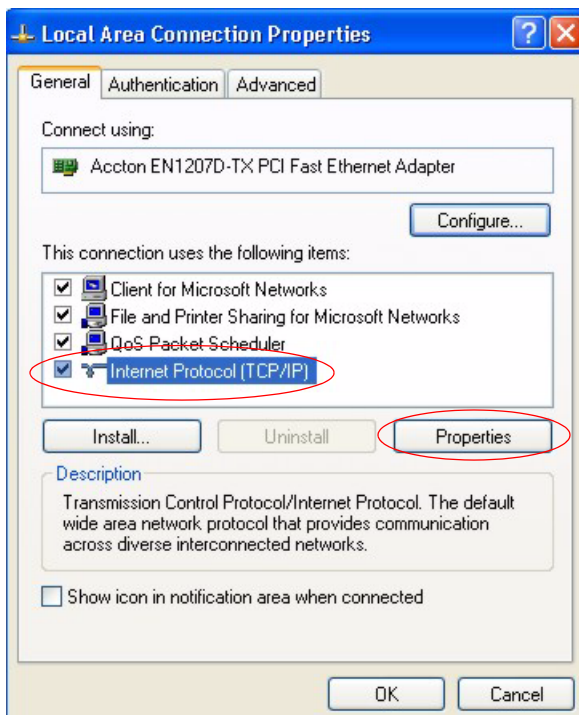 Local Area Connection Properties
General Authentication Advanced
Connect using:
Accton EN1207D-TX PCI Fast Ethernet Adapter
Configure...
This connection uses the following items:
Client for Microsoft Networks
File and Printer Sharing for Microsoft Networks
QoS Packet Scheduler
Internet Protocol (TCP/IP)
Install... Uninstall Properties
Description
Transmission Control Protocol/Internet Protocol. The default
wide area network protocol that provides communication
across diverse interconnected networks.
Show icon in notification area when connected
OK Cancel